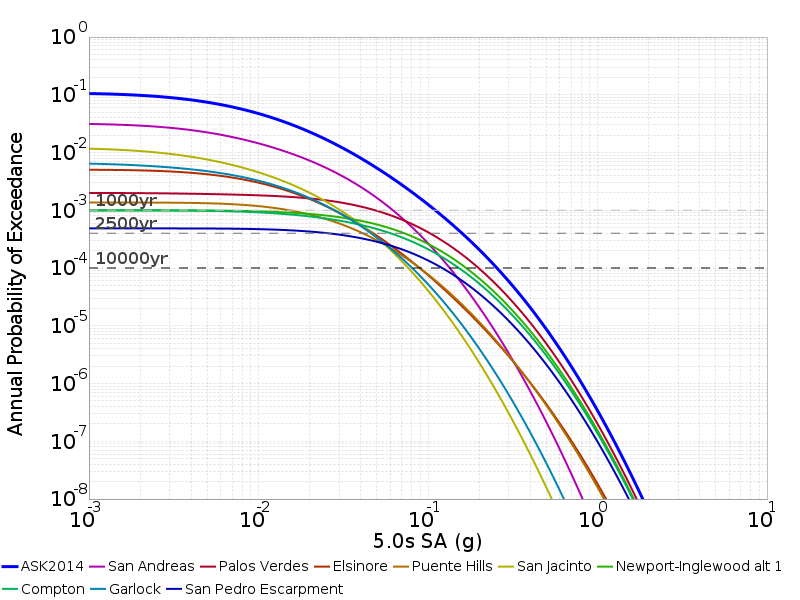 10^0
10^-1
10^-2
10^-3
10^-4
10^-5
10^-6
10^-7
10^-8
Annual Probability of Exceedance
1000yr
2500yr
10000yr
10^-3 10^-2 10^-1 10^0 10^1
5.0s SA (g)
ASK2014 San Andreas Palos Verdes Elsinore Puente Hills San Jacinto Newport-Inglewood alt 1
Compton Garlock San Pedro Escarpment